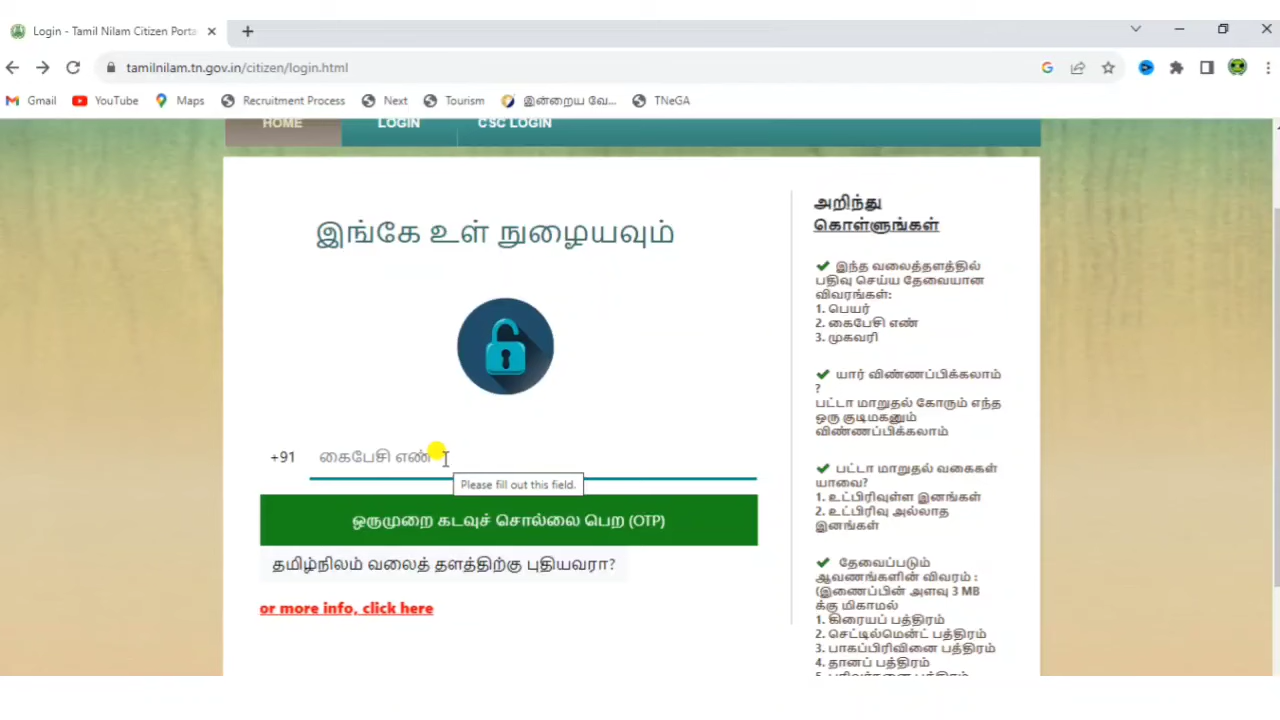 Login - Tamil Nilam Citizen Porta
tamilnilam.tn.gov.in/citizen/login.html
Gmail YouTube Maps Recruitment Process Next Tourism இன்றைய வே... TNeGA
HOME LOGIN CSC LOGIN
இங்கே உள் நுழையவும்
+91 கைபேசி எண்
Please fill out this field.
ஒருமுறை கடவுச் சொல்லை பெற (OTP)
தமிழ்நிலம் வலைத் தளத்திற்கு புதியவரா?
or more info, click here
அறிந்து
கொள்ளுங்கள்
இந்த வலைத்தளத்தில்
பதிவு செய்ய தேவையான
விவரங்கள்:
1. பெயர்
2. கைபேசி எண்
3. முகவரி
யார் விண்ணப்பிக்கலாம்
?
பட்டா மாறுதல் கோரும் எந்த
ஒரு குடிமகனும்
விண்ணப்பிக்கலாம்
பட்டா மாறுதல் வகைகள்
யாவை?
1. உட்பிரிவுள்ள இனங்கள்
2. உட்பிரிவு அல்லாத
இனங்கள்
தேவைப்படும்
ஆவணங்களின் விவரம் :
(இணைப்பின் அளவு 3 MB
க்கு மிகாமல்
1. கிரையப் பத்திரம்
2. செட்டில்மென்ட் பத்திரம்
3. பாகப்பிரிவினை பத்திரம்
4. தானப் பத்திரம்